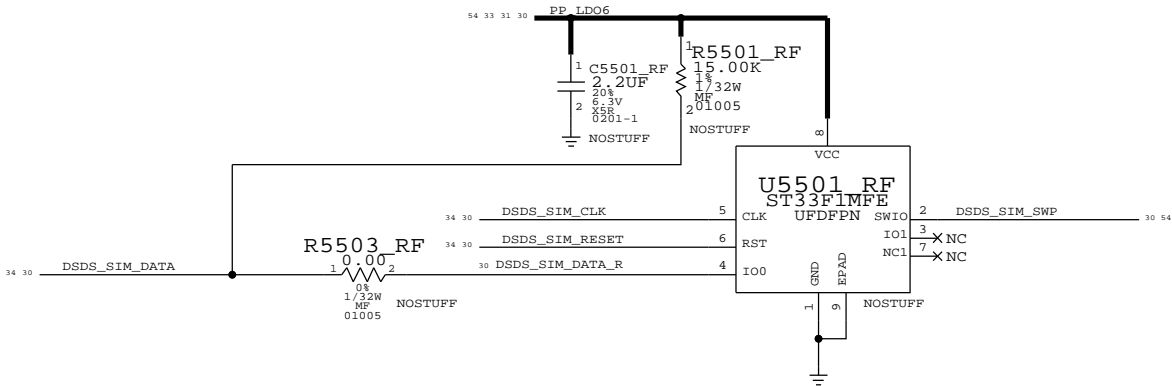 54 33 31 30 PP_LDO6
1 C5501_RF
2.2UF
20%
6.3V
X5R
0201-1
2
NOSTUFF
1 R5501_RF
15.00K
1%
1/32W
MF
01005
2
NOSTUFF
8
VCC
U5501_RF
ST33F1MFE
UFDFPN
34 30 DSDS_SIM_CLK 5 CLK
SWIO 2 DSDS_SIM_SWP 30 54
IO1 3 NC
34 30 DSDS_SIM_RESET 6 RST
NC1 7 NC
34 30 DSDS_SIM_DATA
R5503_RF
0.00
1 2
0%
1/32W
MF
01005
NOSTUFF
30 DSDS_SIM_DATA_R 4 IO0
GND
EPAD
1 9
NOSTUFF